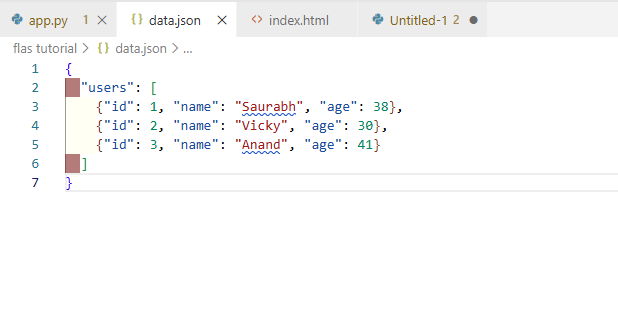 app.py 1 × {} data.json × <> index.html Untitled-1 2 ●
flas tutorial > {} data.json > ...
1 {
2   "users": [
3     {"id": 1, "name": "Saurabh", "age": 38},
4     {"id": 2, "name": "Vicky", "age": 30},
5     {"id": 3, "name": "Anand", "age": 41}
6   ]
7 }